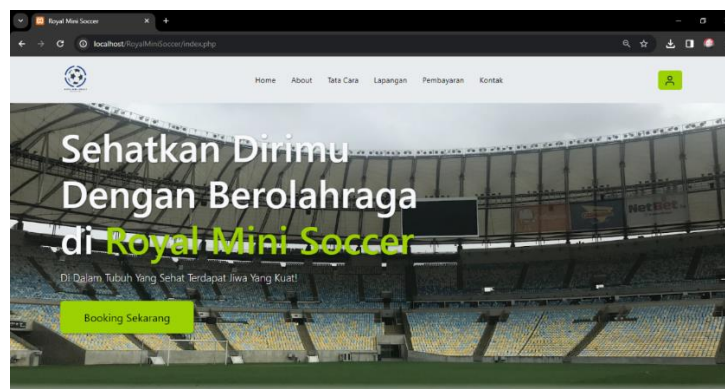 Royal Mini Soccer
localhost/RoyalMiniSoccer/index.php
Home About Tata Cara Lapangan Pembayaran Kontak
Sehatkan Dirimu
Dengan Berolahraga
di Royal Mini Soccer
Di Dalam Tubuh Yang Sehat Terdapat Jiwa Yang Kuat!
Booking Sekarang
NetBet